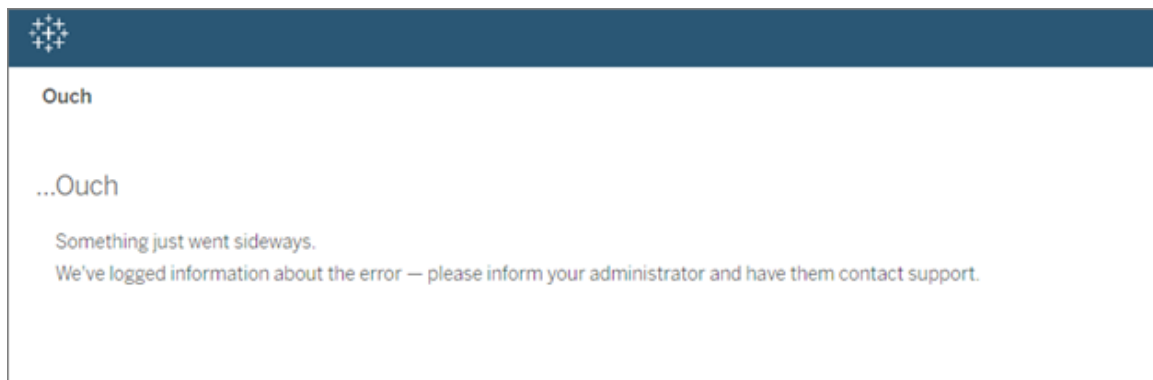 Ouch
...Ouch
Something just went sideways.
We've logged information about the error — please inform your administrator and have them contact support.